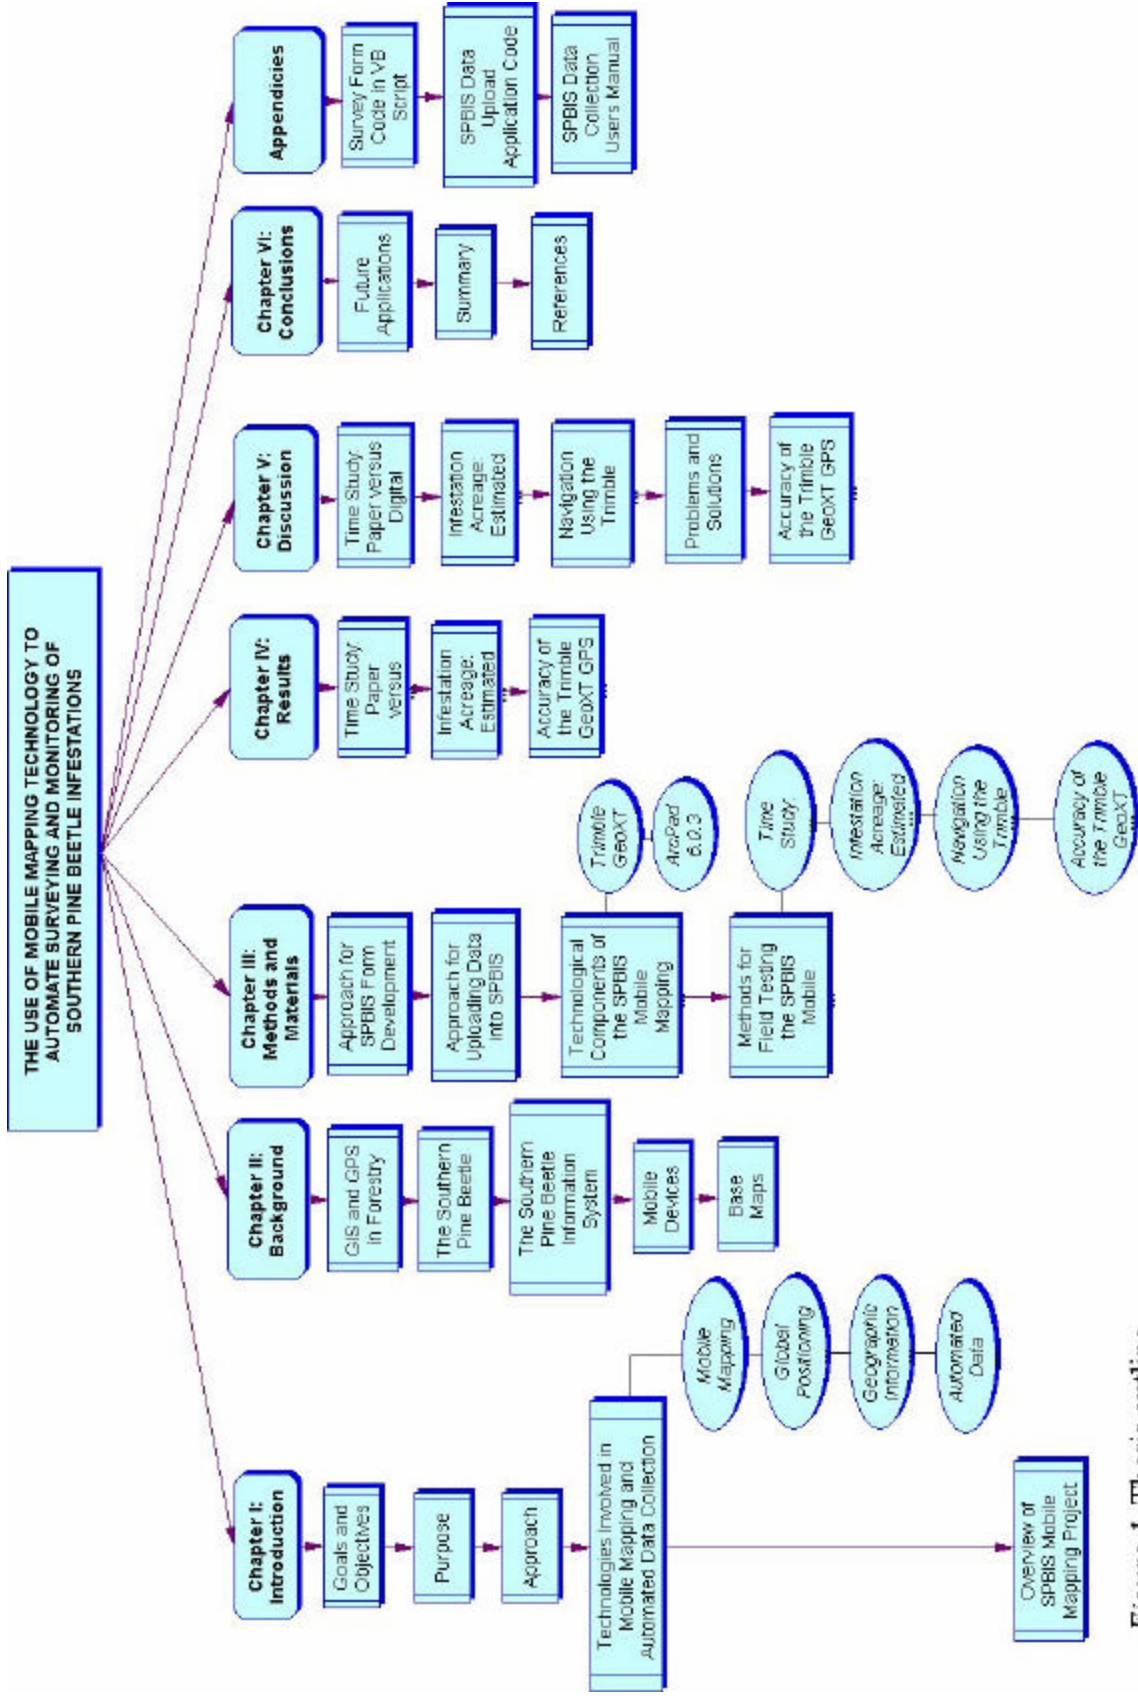 THE USE OF MOBILE MAPPING TECHNOLOGY TO
AUTOMATE SURVEYING AND MONITORING OF
SOUTHERN PINE BEETLE INFESTATIONS
Chapter I:
Introduction
Goals and
Objectives
Purpose
Approach
Technologies Involved in
Mobile Mapping and
Automated Data Collection
Mobile
Mapping
Global
Positioning
Geographic
Information
Automated
Data
Overview of
SPBIS Mobile
Mapping Project
Chapter II:
Background
GIS and GPS
in Forestry
The Southern
Pine Beetle
The Southern
Pine Beetle
Information
System
Mobile
Devices
Base
Maps
Chapter III:
Methods and
Materials
Approach for
SPBIS Form
Development
Approach for
Uploading Data
into SPBIS
Technological
Components of
the SPBIS
Mobile
Mapping
Trimble
GeoXT
ArcPad
6.0.3
Methods for
Field Testing
the SPBIS
Mobile
Time
Study:
Infestation
Acreage:
Estimated
Navigation
Using the
Trimble
Accuracy of
the Trimble
GeoXT
Chapter IV:
Results
Time Study:
Paper
versus
Infestation
Acreage:
Estimated
Accuracy of
the Trimble
GeoXT GPS
Chapter V:
Discussion
Time Study:
Paper versus
Digital
Infestation
Acreage:
Estimated
Navigation
Using the
Trimble
Problems and
Solutions
Accuracy of
the Trimble
GeoXT GPS
Chapter VI:
Conclusions
Future
Applications
Summary
References
Appendicies
Survey Form
Code in VB
Script
SPBIS Data
Upload
Application Code
SPBIS Data
Collection
Users Manual
Figure 1. Thesis outline